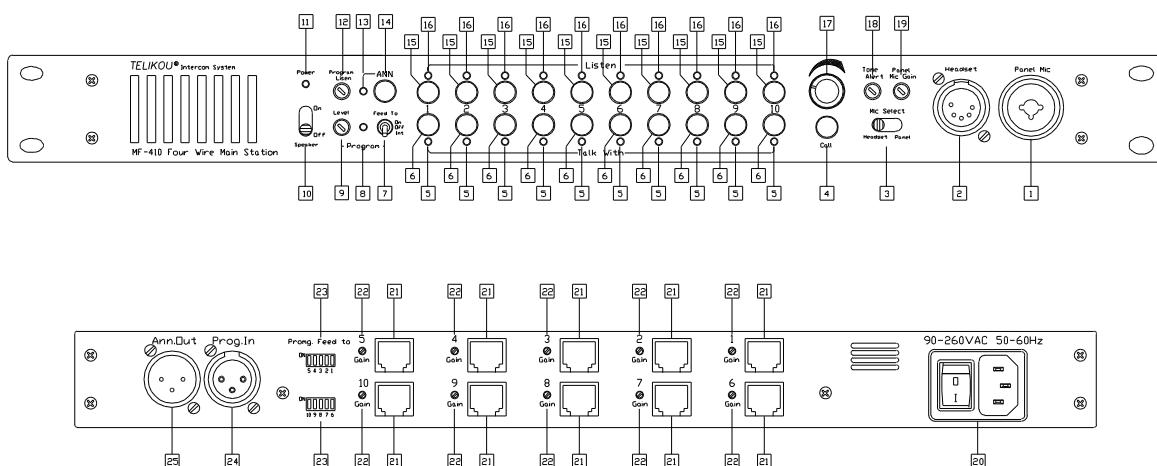 11 12 13 14 16 16 16 16 16 16 16 16 16 16 17 18 19
15 15 15 15 15 15 15 15 15 15
TELIKOU® Intercom System
Power
Program Listen
ANN
Listen
Tone Alert
Panel Mic Gain
Headset
Panel Mic
On
Off
Speaker
Level
Feed To
On
Off
Int
Program
1 2 3 4 5 6 7 8 9 10
Talk With
Call
Mic Select
Headset Panel
MF-410 Four Wire Main Station
6 6 6 6 6 6 6 6 6 6
10 9 8 7 5 5 5 5 5 5 5 5 5 5 4 3 2 1
23 22 21 22 21 22 21 22 21 22 21
Ann.Out
Prog.In
Promg. Feed to
ON
5 4 3 2 1
5 4 3 2 1
Gain Gain Gain Gain Gain
90-260VAC 50-60Hz
ON
10 9 8 7 6
10 9 8 7 6
Gain Gain Gain Gain Gain
I
25 24 23 22 21 22 21 22 21 22 21 22 21 20